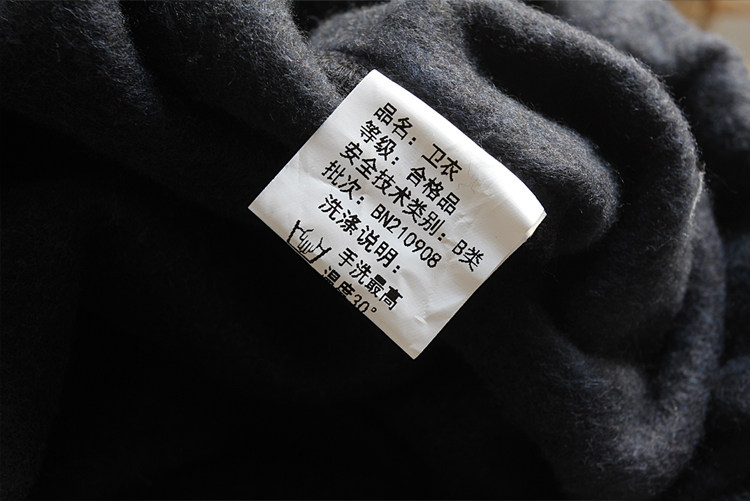 品名：卫衣
等级：合格品
安全技术类别：B类
批次：BN210908
洗涤说明：
手洗最高
温度30°